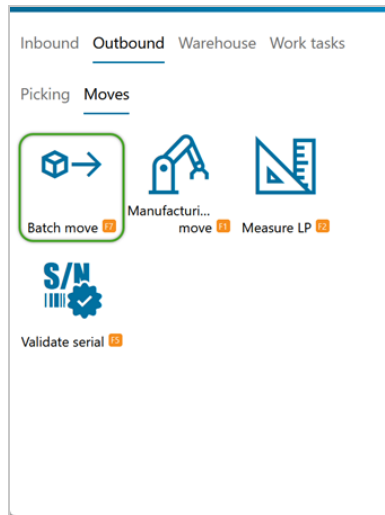 Inbound Outbound Warehouse Work tasks
Picking Moves
Batch move F7
Manufacturi...
move F1
Measure LP F2
S/N
Validate serial F5